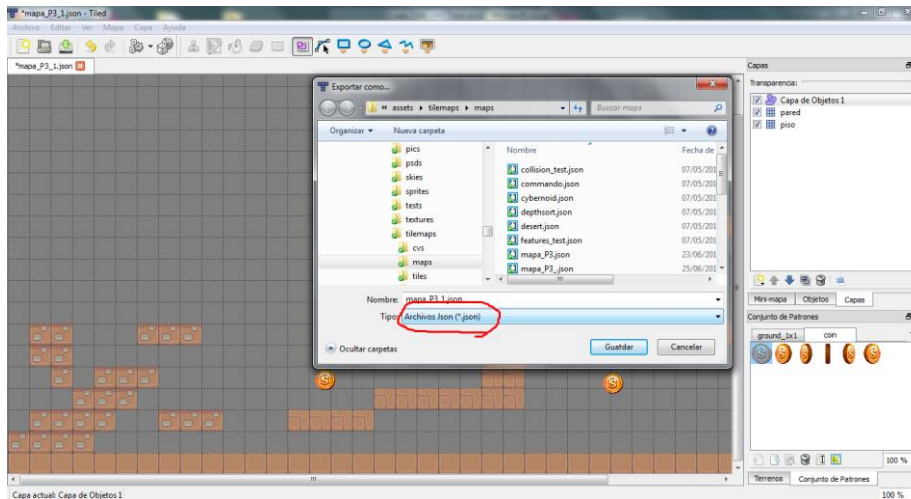 *mapa_P3_1.json - Tiled
Archivo Editar Ver Mapa Capa Ayuda
*mapa_P3_1.json
Exportar como...
« assets ▸ tilemaps ▸ maps
Buscar maps
Organizar Nueva carpeta
pics
psds
skies
sprites
tests
textures
tilemaps
cvs
maps
tiles
Nombre Fecha de
collision_test.json 07/05/201
commando.json 07/05/201
cybernoid.json 07/05/201
depthsort.json 07/05/201
desert.json 07/05/201
features_test.json 07/05/201
mapa_P3.json 23/06/201
mapa_P3_.json 25/06/201
Nombre: mapa_P3_1.json
Tipo: Archivos Json (*.json)
Ocultar carpetas
Guardar Cancelar
Capas
Transparencia:
Capa de Objetos 1
pared
piso
Mini-mapa Objetos Capas
Conjunto de Patrones
ground_1x1 coin
100 %
Terrenos Conjunto de Patrones
Capa actual: Capa de Objetos 1
100 %